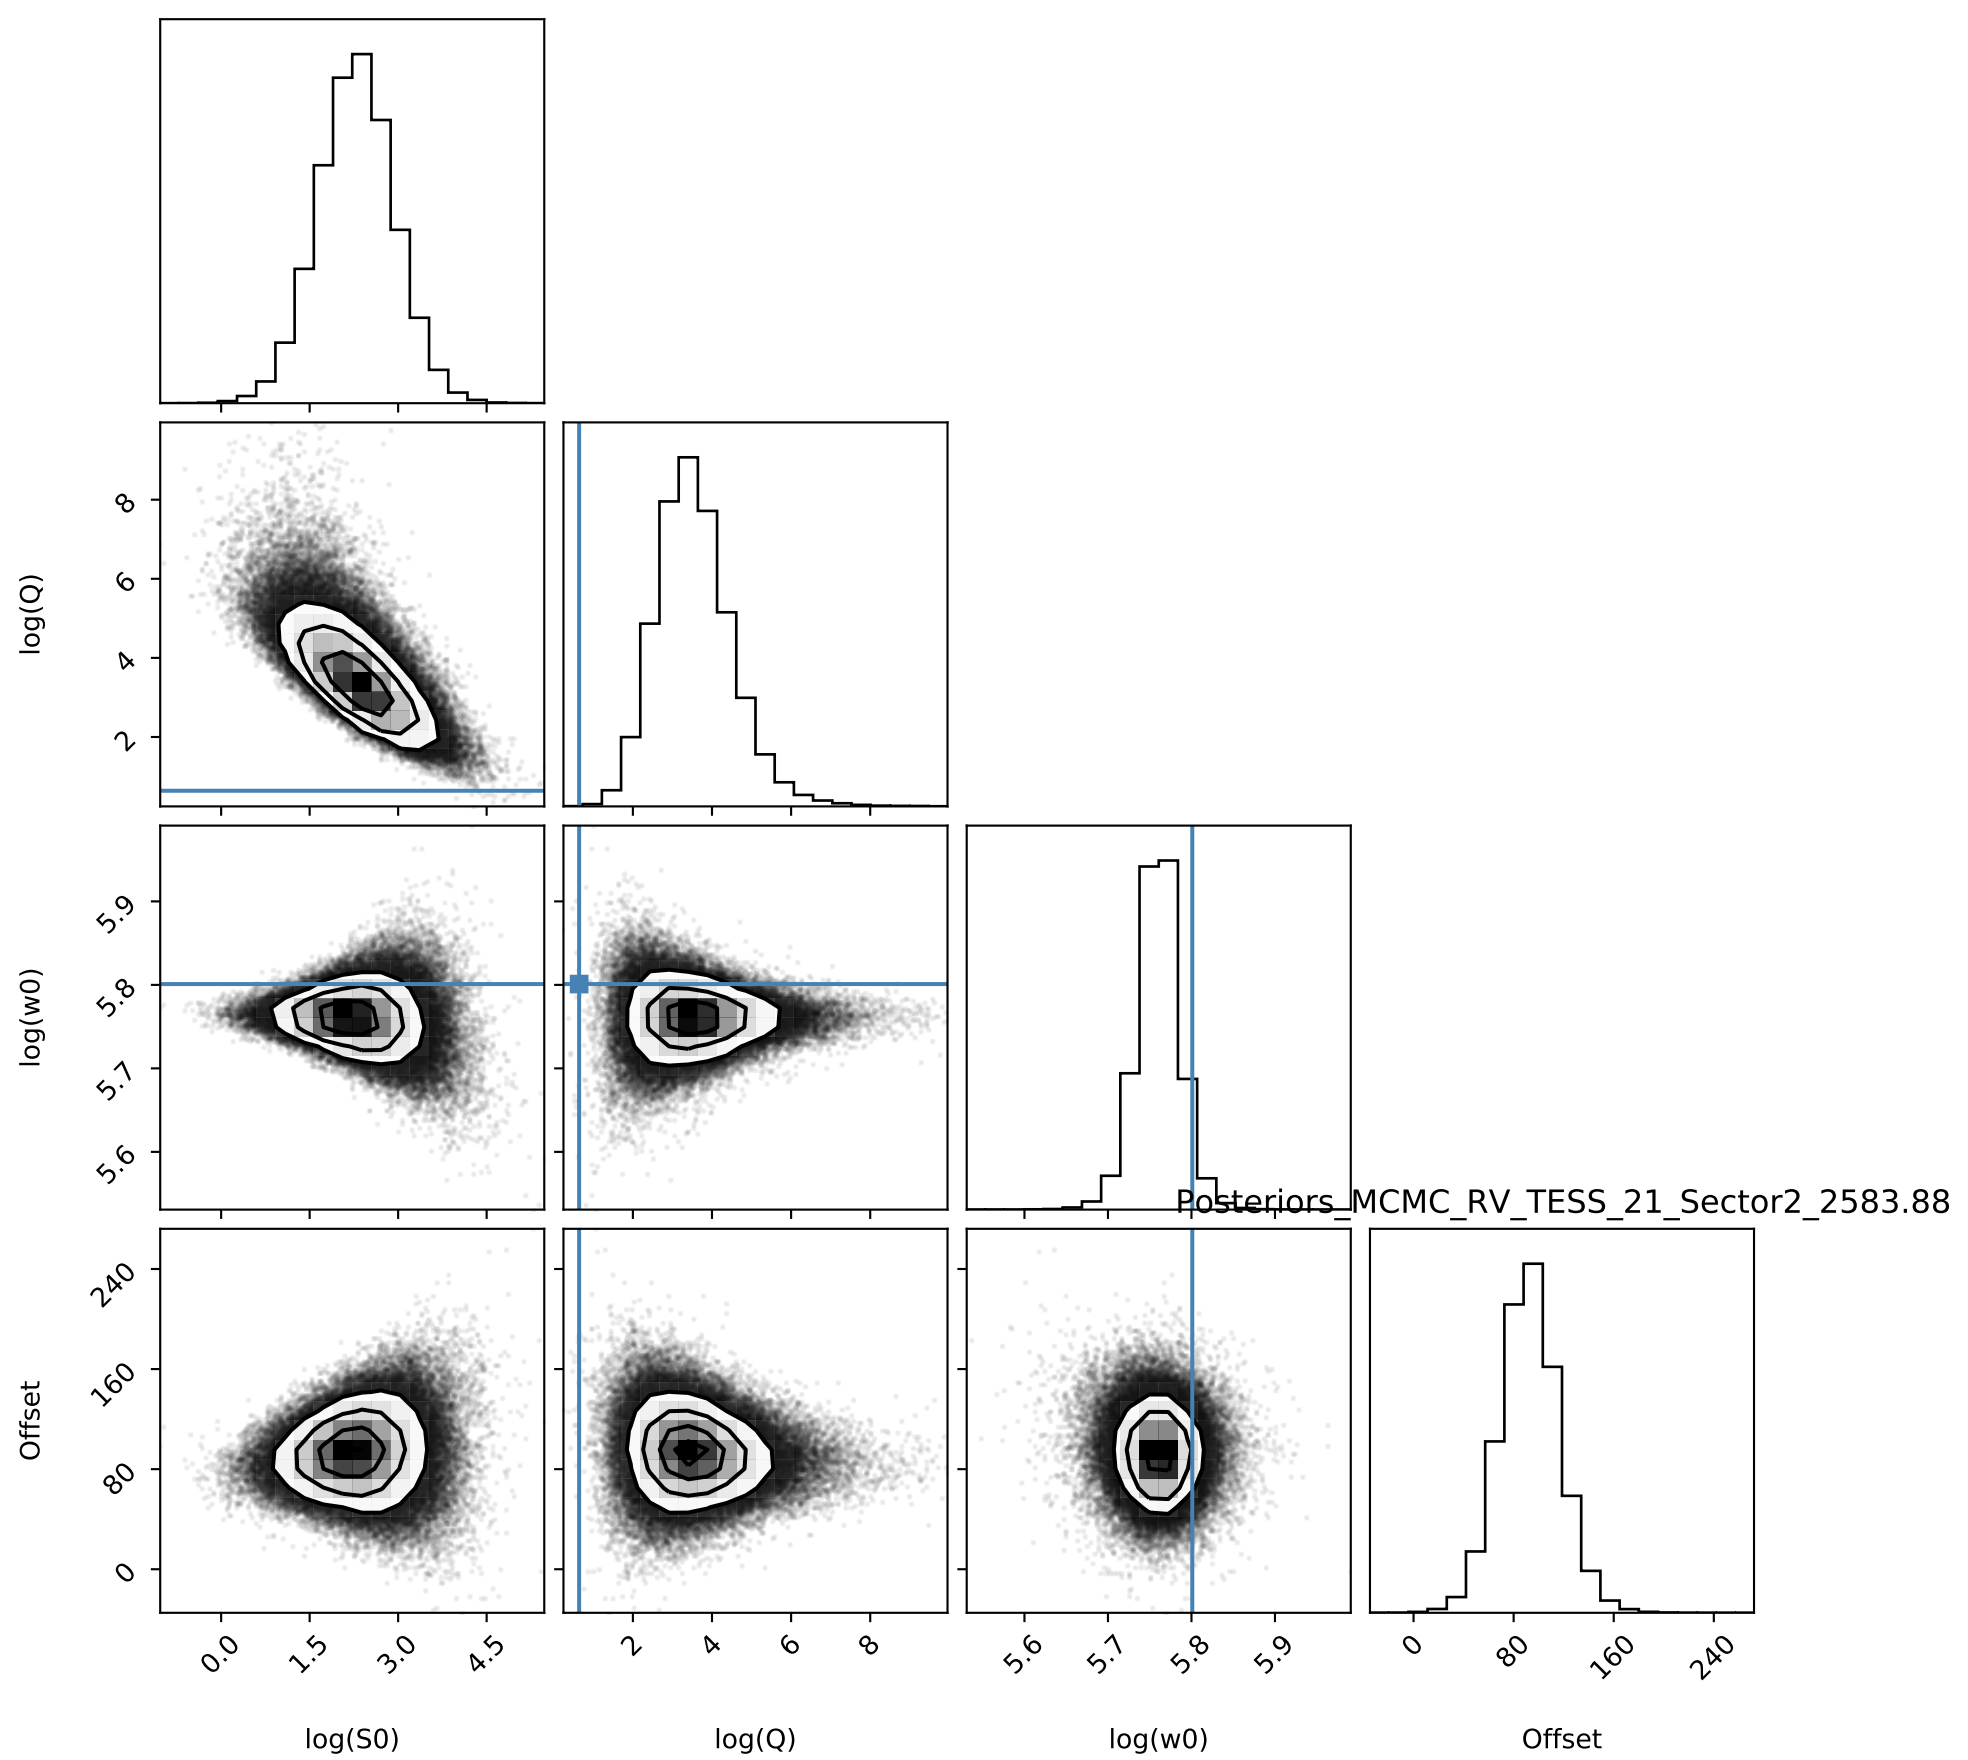 log(Q)
8
6
4
2
log(w0)
5.9
5.8
5.7
5.6
Posteriors_MCMC_RV_TESS_21_Sector2_2583.88
Offset
240
160
80
0
0.0 1.5 3.0 4.5 2 4 6 8 5.6 5.7 5.8 5.9 0 80 160 240
log(S0) log(Q) log(w0) Offset